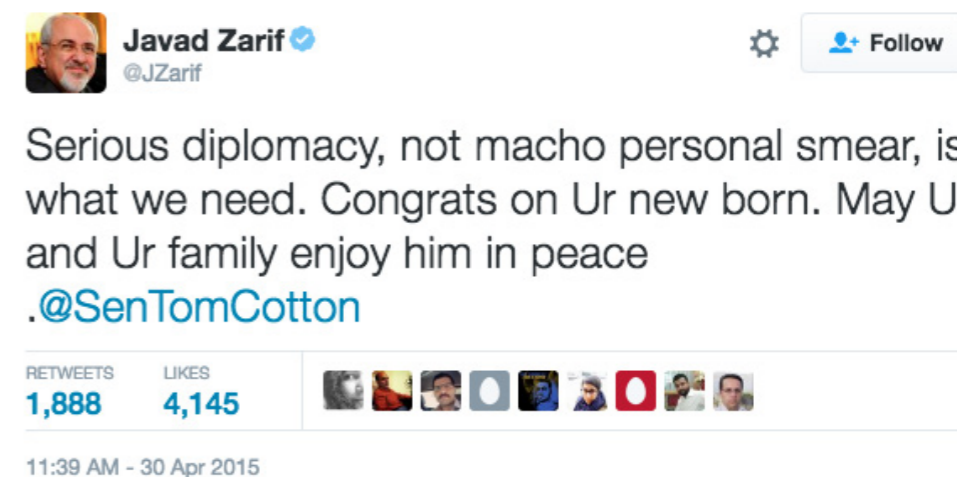 Javad Zarif
@JZarif
Follow
Serious diplomacy, not macho personal smear, is
what we need. Congrats on Ur new born. May U
and Ur family enjoy him in peace
.@SenTomCotton
RETWEETS
LIKES
1,888
4,145
11:39 AM - 30 Apr 2015